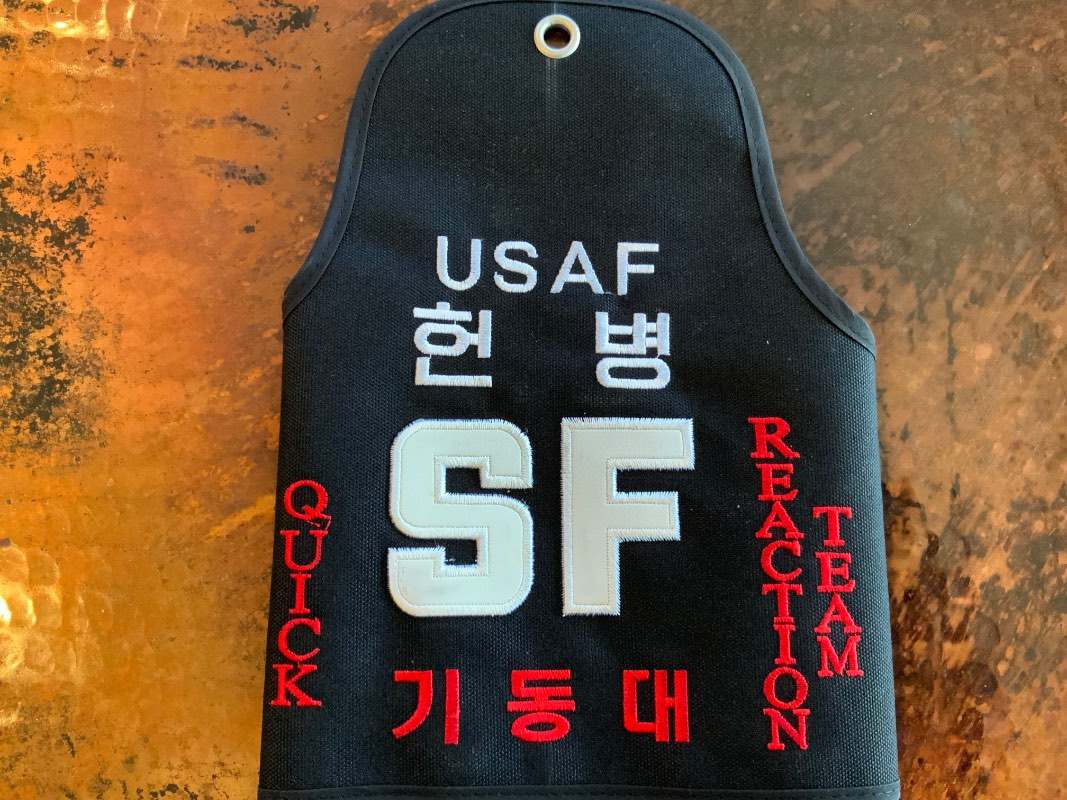 USAF
헌병
SF
QUICK
REACTION
TEAM
기동대